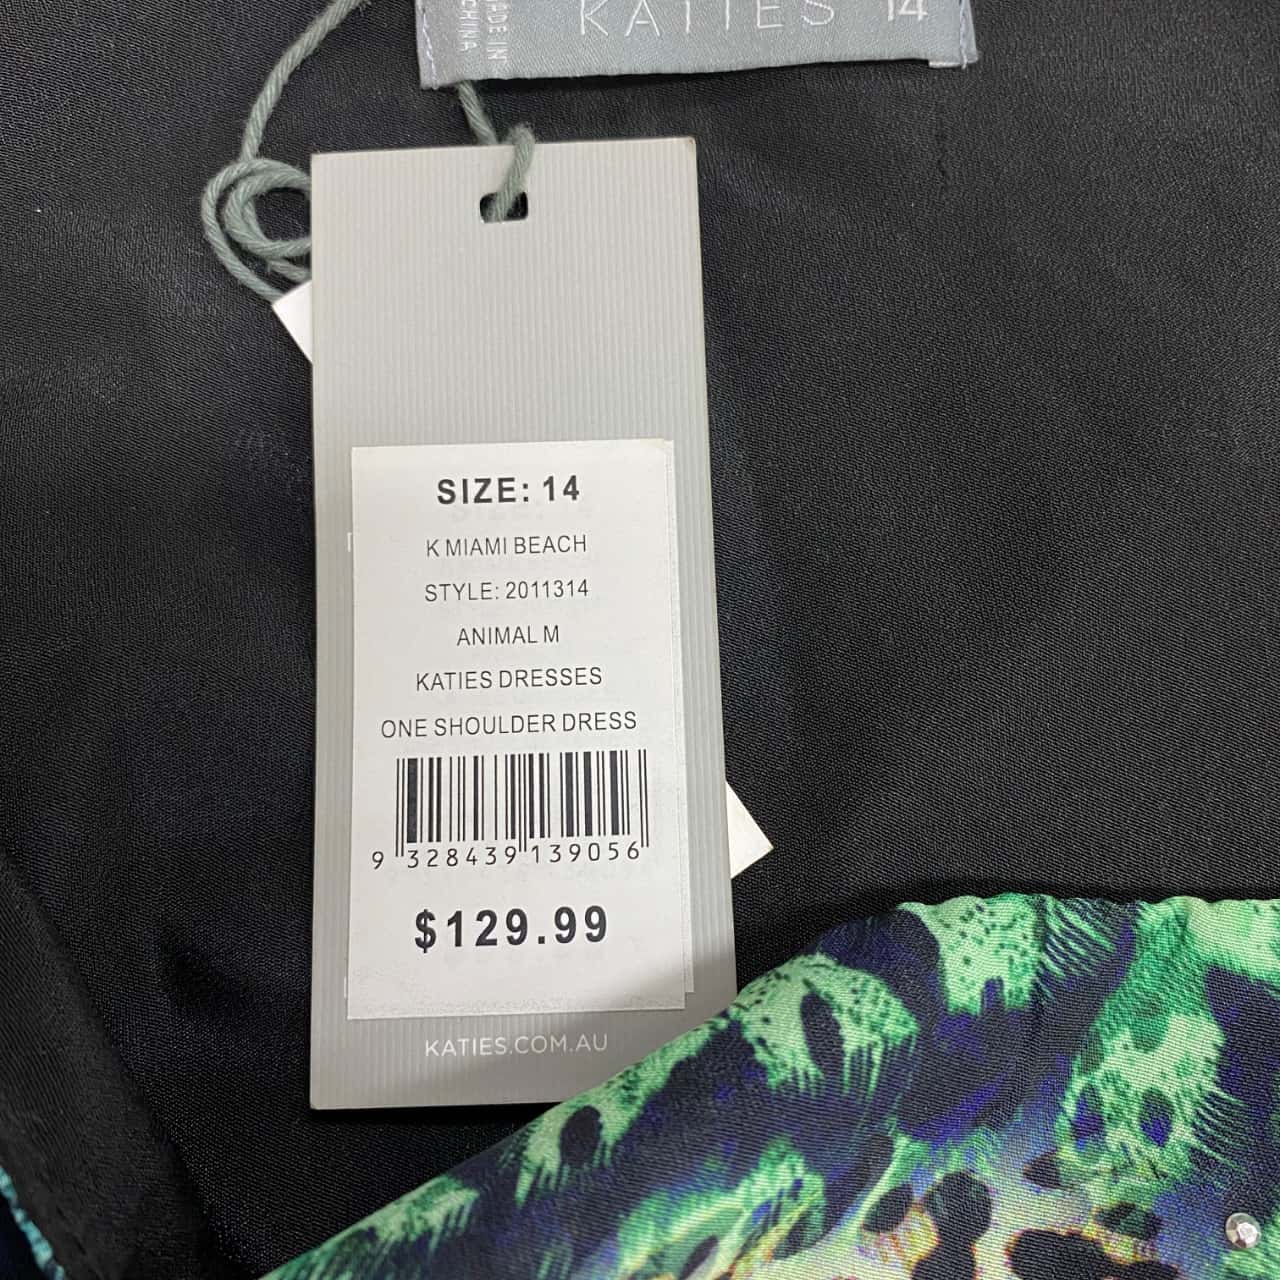 MADE IN
CHINA
KATIES 14
SIZE: 14
K MIAMI BEACH
STYLE: 2011314
ANIMAL M
KATIES DRESSES
ONE SHOULDER DRESS
9 328439 139056
$129.99
KATIES.COM.AU